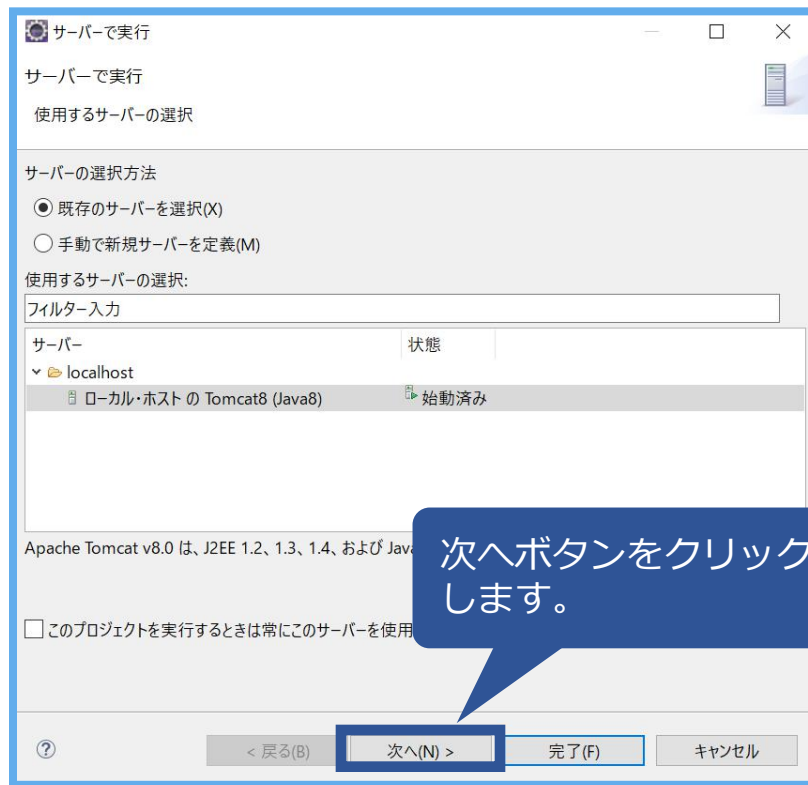 サーバーで実行
サーバーで実行
使用するサーバーの選択
サーバーの選択方法
既存のサーバーを選択(X)
手動で新規サーバーを定義(M)
使用するサーバーの選択:
フィルター入力
サーバー 状態
localhost
ローカル・ホスト の Tomcat8 (Java8) 始動済み
Apache Tomcat v8.0 は、J2EE 1.2、1.3、1.4、および Jav
次へボタンをクリック
します。
このプロジェクトを実行するときは常にこのサーバーを使用
< 戻る(B) 次へ(N) > 完了(F) キャンセル